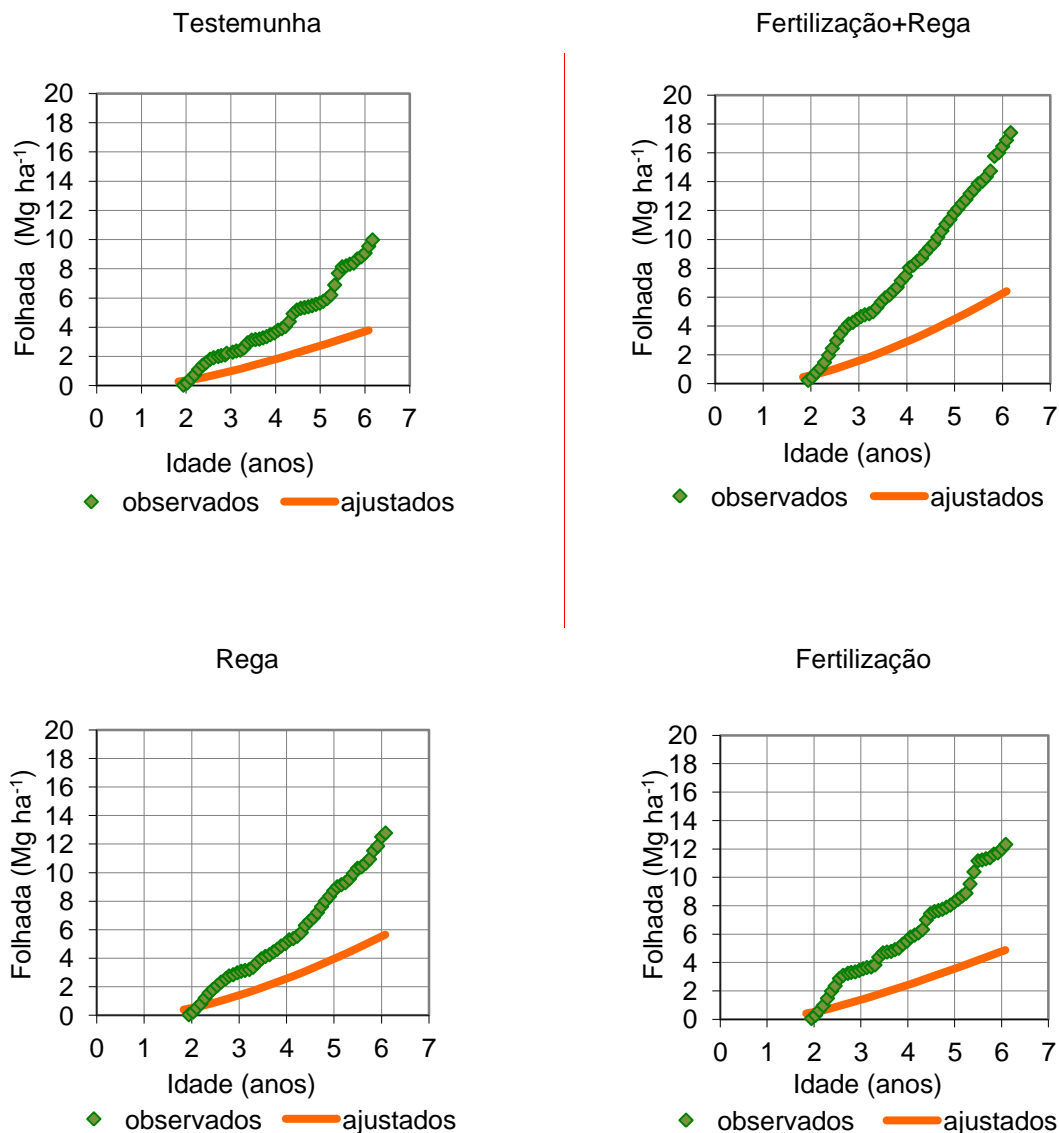 Testemunha
Folhada (Mg ha⁻¹)
20
18
16
14
12
10
8
6
4
2
0
0 1 2 3 4 5 6 7
Idade (anos)
observados ajustados
Fertilização+Rega
Folhada (Mg ha⁻¹)
20
18
16
14
12
10
8
6
4
2
0
0 1 2 3 4 5 6 7
Idade (anos)
observados ajustados
Rega
Folhada (Mg ha⁻¹)
20
18
16
14
12
10
8
6
4
2
0
0 1 2 3 4 5 6 7
Idade (anos)
observados ajustados
Fertilização
Folhada (Mg ha⁻¹)
20
18
16
14
12
10
8
6
4
2
0
0 1 2 3 4 5 6 7
Idade (anos)
observados ajustados